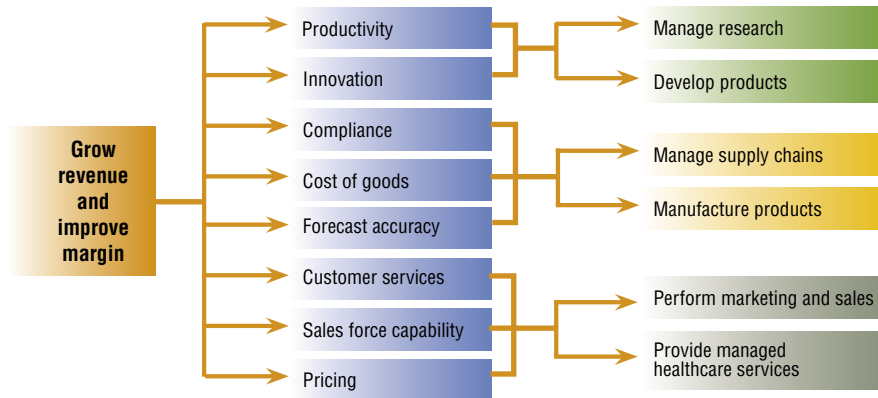 Grow
revenue
and
improve
margin
Productivity
Innovation
Compliance
Cost of goods
Forecast accuracy
Customer services
Sales force capability
Pricing
Manage research
Develop products
Manage supply chains
Manufacture products
Perform marketing and sales
Provide managed
healthcare services